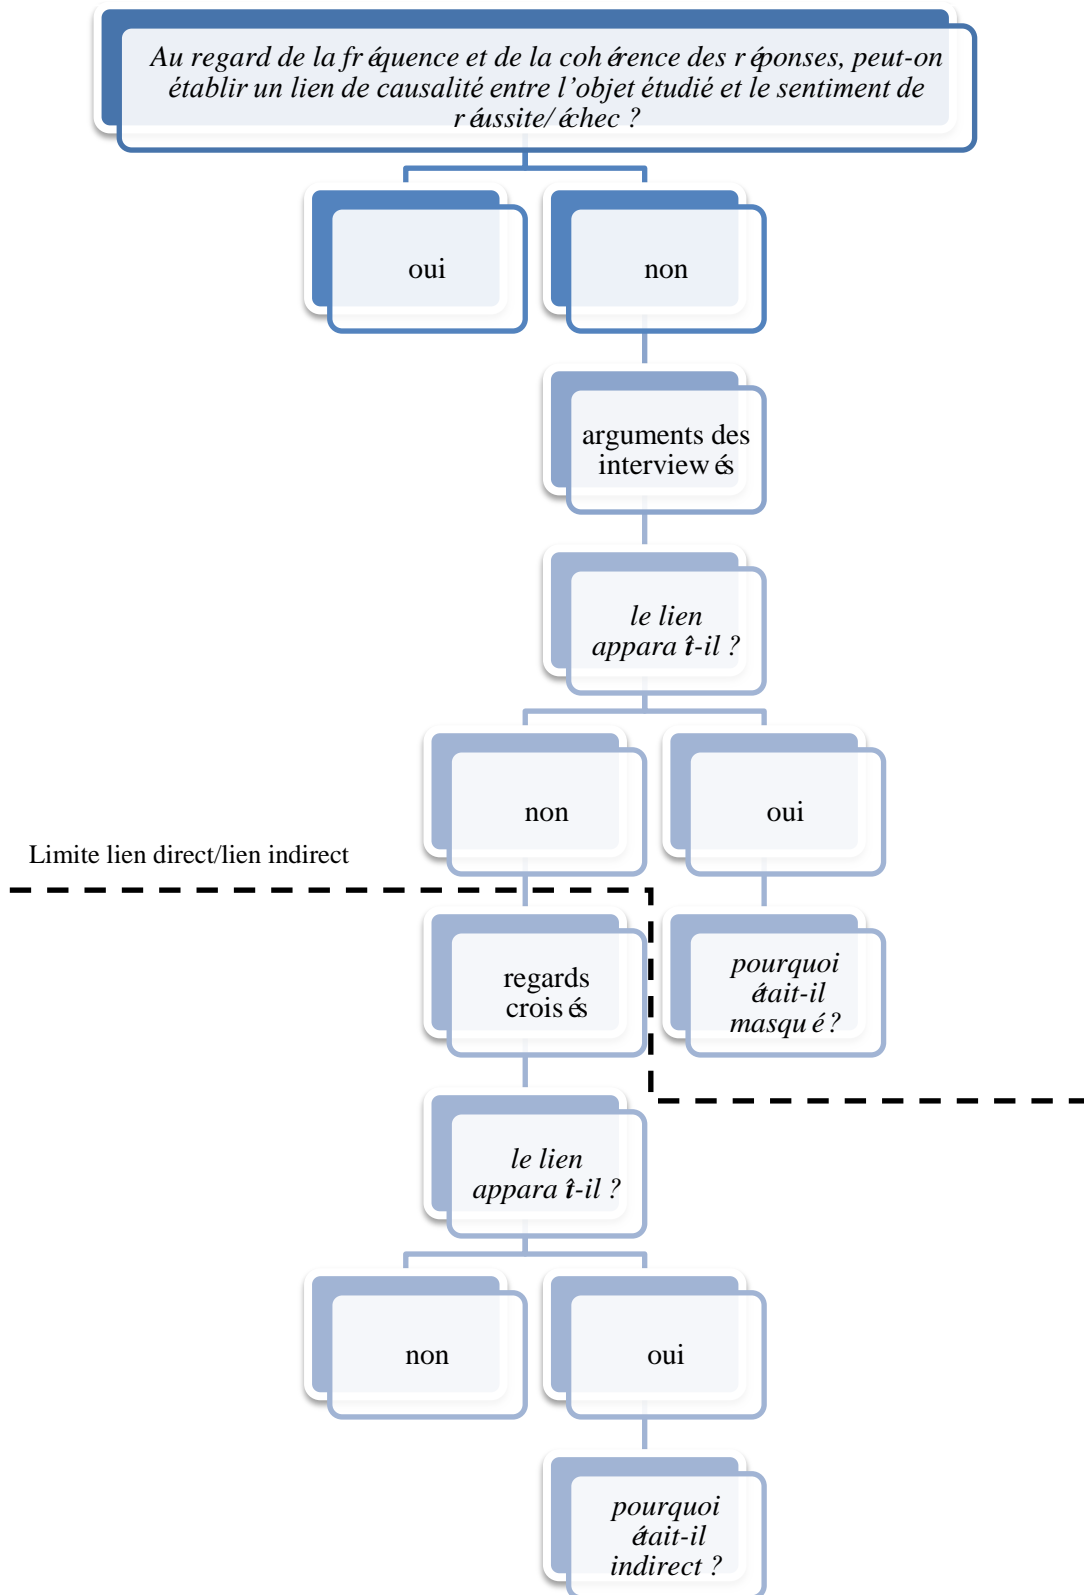 Au regard de la fréquence et de la cohérence des réponses, peut-on
établir un lien de causalité entre l'objet étudié et le sentiment de
réussite/échec ?
oui
non
arguments des
interviewés
le lien
apparaît-il ?
non
oui
Limite lien direct/lien indirect
regards
croisés
pourquoi
était-il
masqué ?
le lien
apparaît-il ?
non
oui
pourquoi
était-il
indirect ?